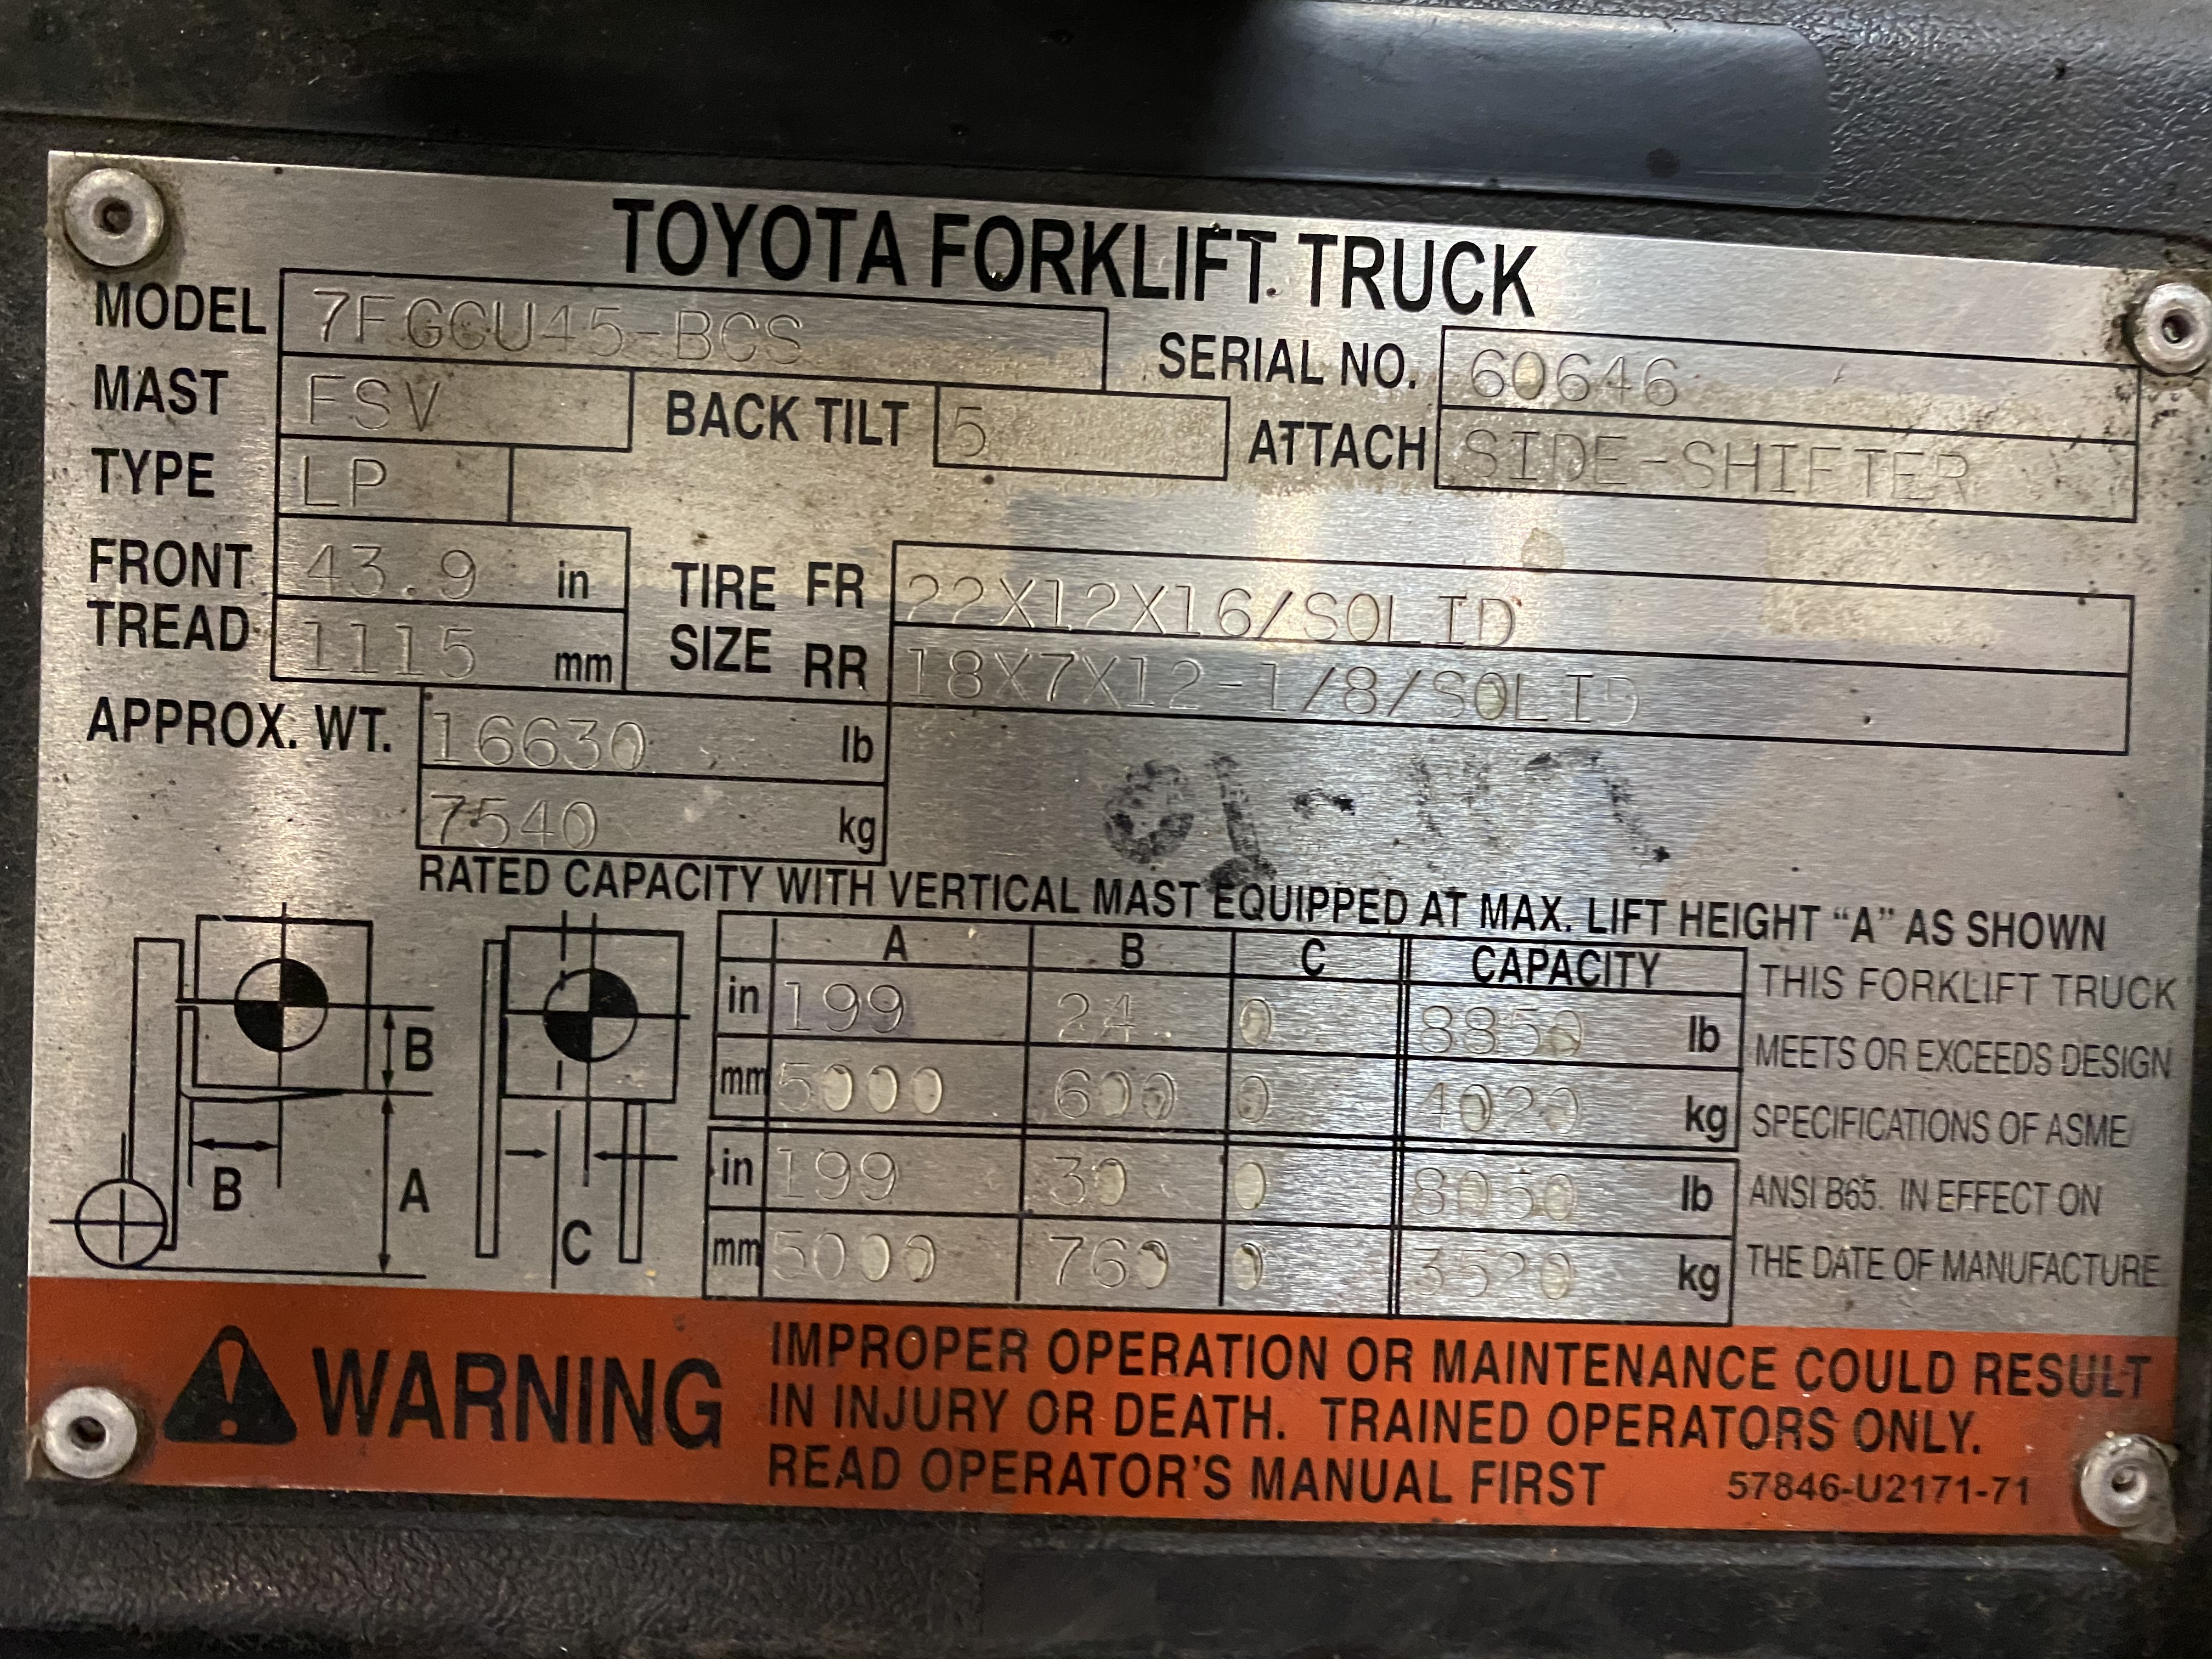 TOYOTA FORKLIFT TRUCK
MODEL 7FGCU45-BCS SERIAL NO. 60646
MAST FSV BACK TILT 5 ATTACH SIDE-SHIFTER
TYPE LP
FRONT TREAD 43.9 in TIRE SIZE FR 22X12X16/SOLID
1115 mm RR 18X7X12-1/8/SOLID
APPROX. WT. 16630 lb
7540 kg
RATED CAPACITY WITH VERTICAL MAST EQUIPPED AT MAX. LIFT HEIGHT "A" AS SHOWN
A B C CAPACITY
in 199 24 0 8850 lb
mm 5000 600 0 4020 kg
in 199 30 0 8050 lb
mm 5000 760 0 3520 kg
B
B
A
C
THIS FORKLIFT TRUCK
MEETS OR EXCEEDS DESIGN
SPECIFICATIONS OF ASME/
ANSI B65. IN EFFECT ON
THE DATE OF MANUFACTURE.
WARNING
IMPROPER OPERATION OR MAINTENANCE COULD RESULT
IN INJURY OR DEATH. TRAINED OPERATORS ONLY.
READ OPERATOR'S MANUAL FIRST 57846-U2171-71